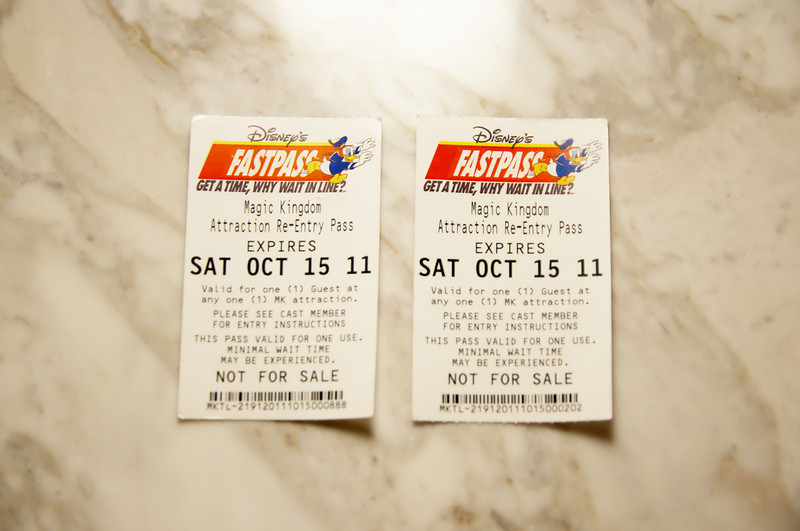 Disney's
FASTPASS
GET A TIME, WHY WAIT IN LINE?
Magic Kingdom
Attraction Re-Entry Pass
EXPIRES
SAT OCT 15 11
Valid for one (1) Guest at
any one (1) MK attraction.
PLEASE SEE CAST MEMBER
FOR ENTRY INSTRUCTIONS
THIS PASS VALID FOR ONE USE.
MINIMAL WAIT TIME
MAY BE EXPERIENCED.
NOT FOR SALE
MKTL-219120111015000888
Disney's
FASTPASS
GET A TIME, WHY WAIT IN LINE?
Magic Kingdom
Attraction Re-Entry Pass
EXPIRES
SAT OCT 15 11
Valid for one (1) Guest at
any one (1) MK attraction.
PLEASE SEE CAST MEMBER
FOR ENTRY INSTRUCTIONS
THIS PASS VALID FOR ONE USE.
MINIMAL WAIT TIME
MAY BE EXPERIENCED.
NOT FOR SALE
MKTL-219120111015000202